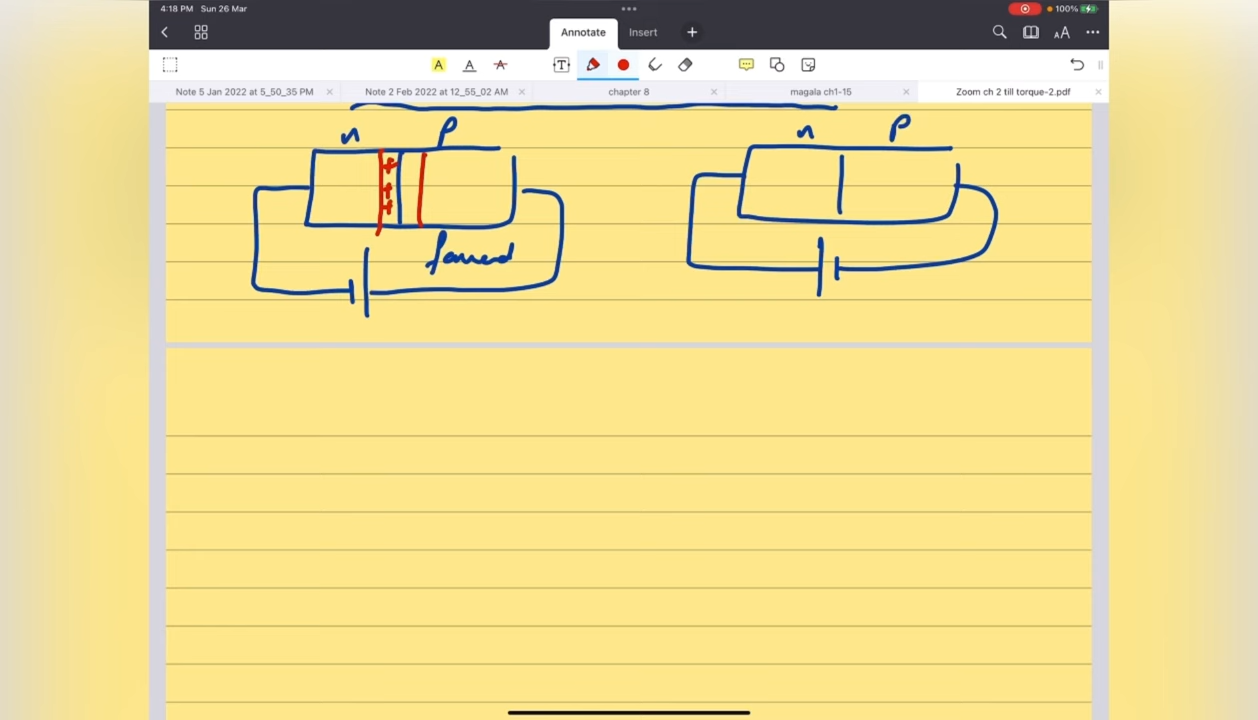 4:18 PM Sun 26 Mar
100%
Annotate Insert
AA
A A A T
Note 5 Jan 2022 at 5_50_35 PM
Note 2 Feb 2022 at 12_55_02 AM
chapter 8
magala ch1-15
Zoom ch 2 till torque-2.pdf
n P
n P
+
+
+